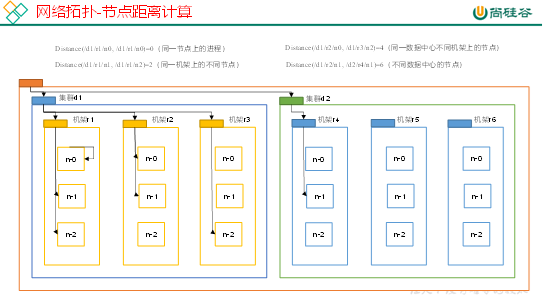 网络拓扑-节点距离计算
尚硅谷
Distance(/d1/r1/n0, /d1/r1/n0)=0（同一节点上的进程）
Distance(/d1/r2/n0, /d1/r3/n2)=4（同一数据中心不同机架上的节点）
Distance(/d1/r1/n1, /d1/r1/n2)=2（同一机架上的不同节点）
Distance(/d1/r2/n1, /d2/r4/n1)=6（不同数据中心的节点）
集群d1
集群d2
机架r1
机架r2
机架r3
机架r4
机架r5
机架r6
n-0
n-0
n-0
n-0
n-0
n-0
n-1
n-1
n-1
n-1
n-1
n-1
n-2
n-2
n-2
n-2
n-2
n-2